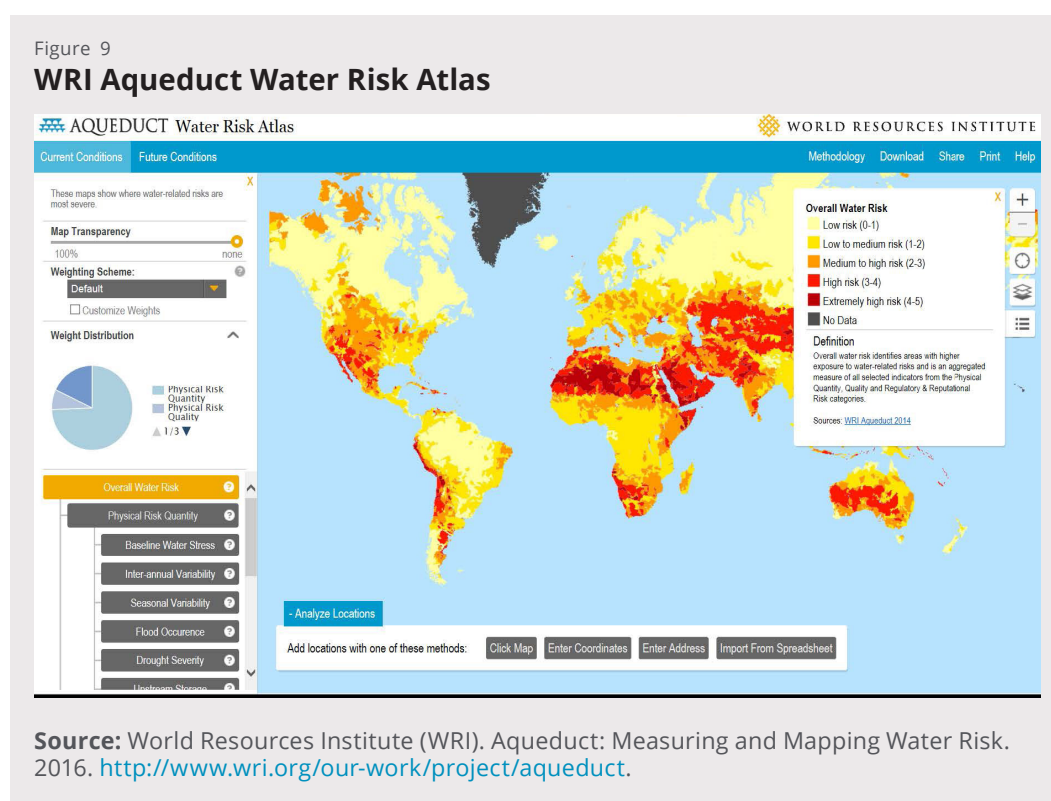 Figure 9
WRI Aqueduct Water Risk Atlas
AQUEDUCT Water Risk Atlas
WORLD RESOURCES INSTITUTE
Current Conditions Future Conditions
Methodology Download Share Print Help
X
These maps show where water-related risks are
most severe.
Map Transparency
100% none
Weighting Scheme: ?
Default
Customize Weights
Weight Distribution
Physical Risk
Quantity
Physical Risk
Quality
1/3
Overall Water Risk ?
Physical Risk Quantity ?
Baseline Water Stress ?
Inter-annual Variability ?
Seasonal Variability ?
Flood Occurence ?
Drought Severity ?
Upstream Storage ?
X
Overall Water Risk
Low risk (0-1)
Low to medium risk (1-2)
Medium to high risk (2-3)
High risk (3-4)
Extremely high risk (4-5)
No Data
Definition
Overall water risk identifies areas with higher
exposure to water-related risks and is an aggregated
measure of all selected indicators from the Physical
Quantity, Quality and Regulatory & Reputational
Risk categories.
Sources: WRI Aqueduct 2014
+
−
- Analyze Locations
Add locations with one of these methods: Click Map Enter Coordinates Enter Address Import From Spreadsheet
Source: World Resources Institute (WRI). Aqueduct: Measuring and Mapping Water Risk.
2016. http://www.wri.org/our-work/project/aqueduct.